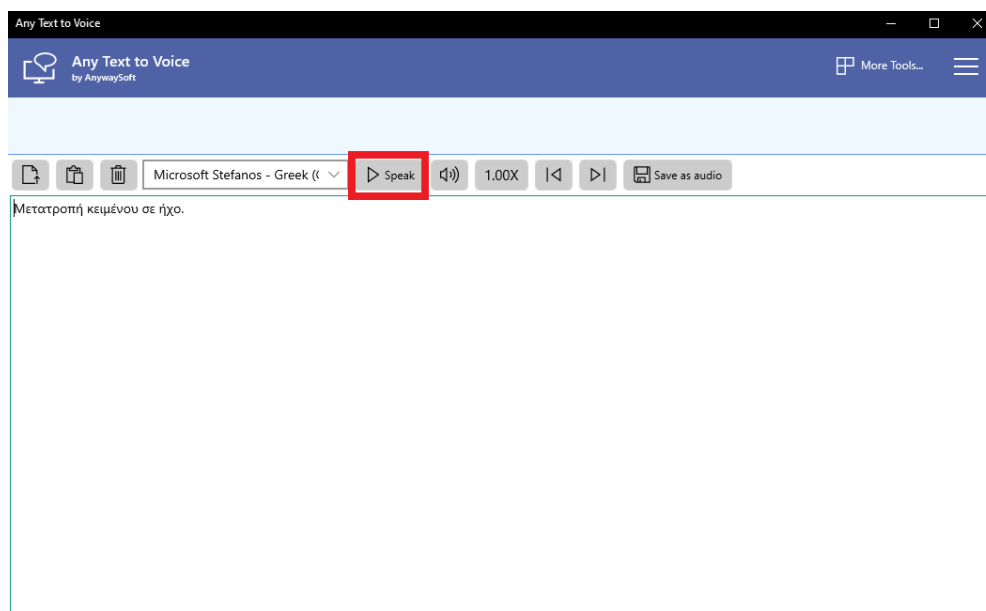 Any Text to Voice
Any Text to Voice
by AnywaySoft
More Tools...
Microsoft Stefanos - Greek (
Speak
1.00X
Save as audio
Μετατροπή κειμένου σε ήχο.